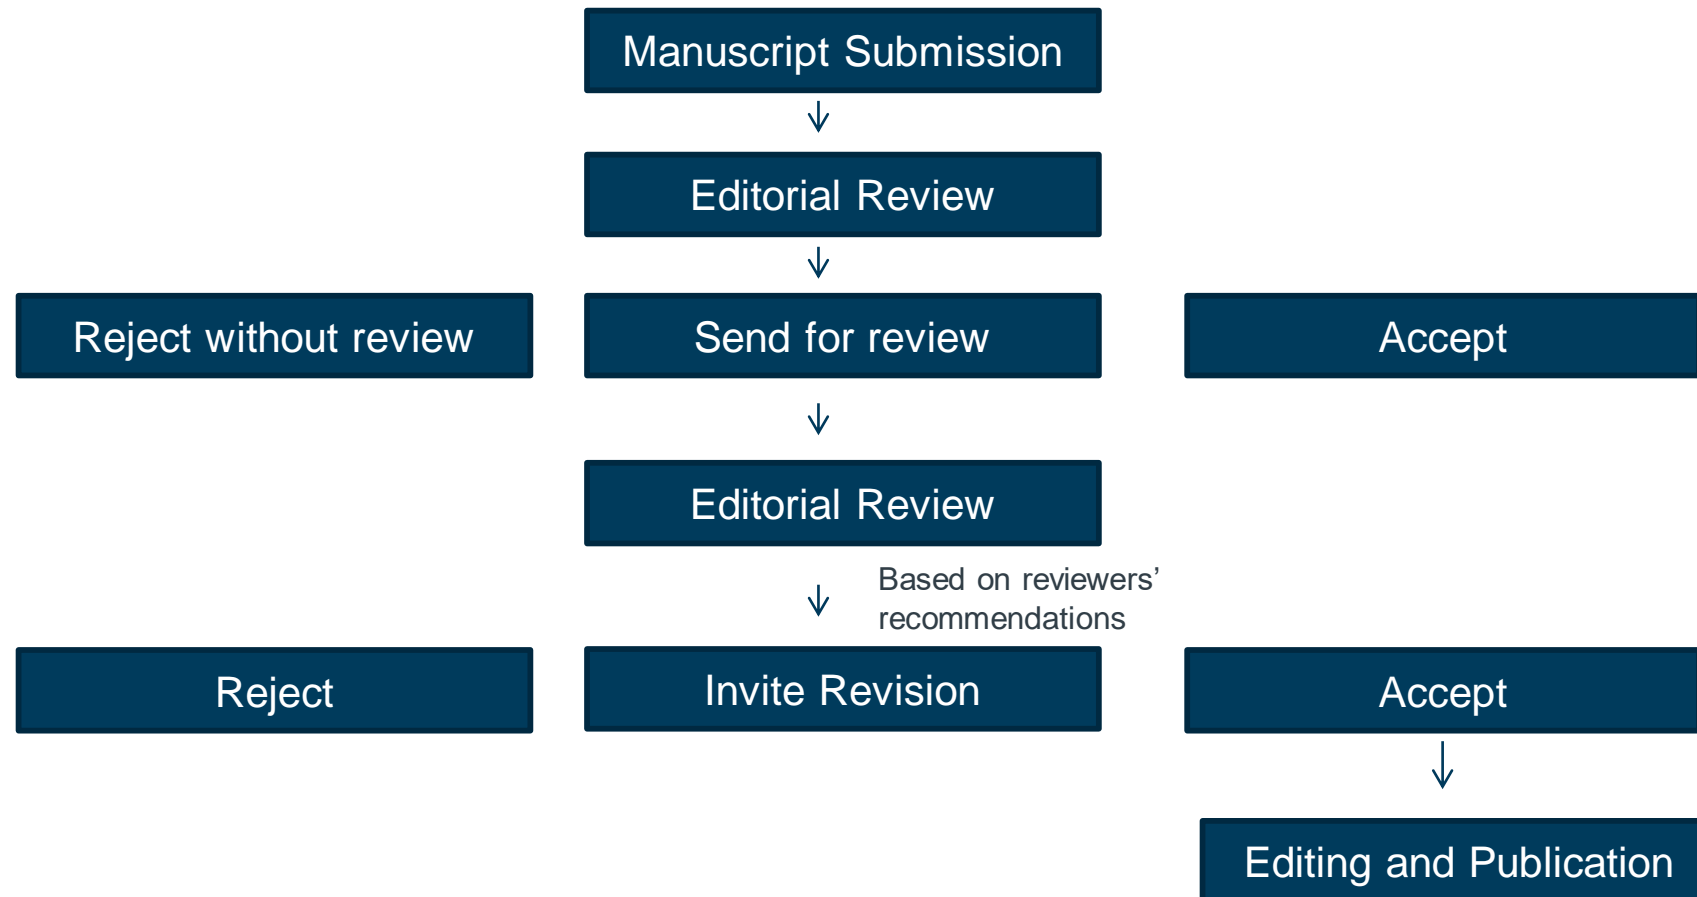 Manuscript Submission
Editorial Review
Reject without review
Send for review
Accept
Editorial Review
Based on reviewers’
recommendations
Reject
Invite Revision
Accept
Editing and Publication